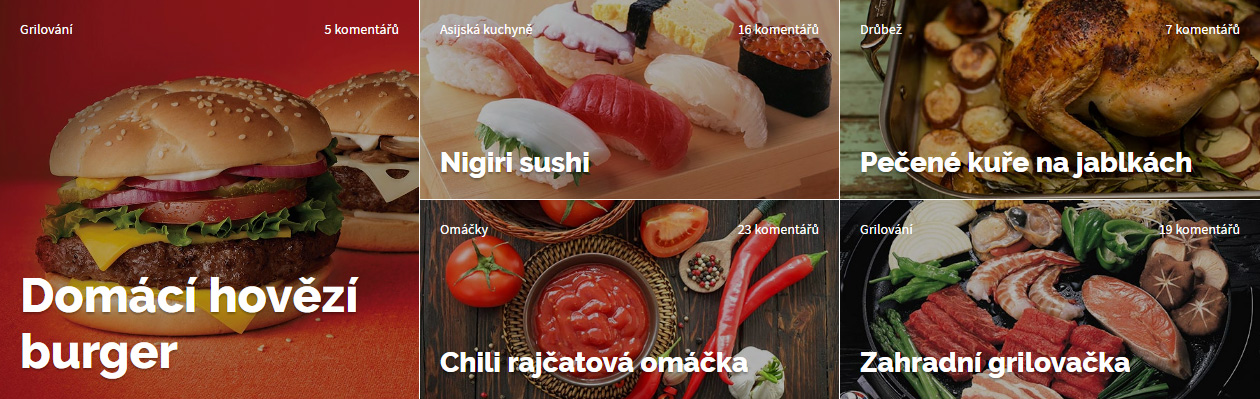 Grilování
5 komentářů
Domácí hovězí
burger
Asijská kuchyně
16 komentářů
Nigiri sushi
Drůbež
7 komentářů
Pečené kuře na jablkách
Omáčky
23 komentářů
Chili rajčatová omáčka
Grilování
19 komentářů
Zahradní grilovačka